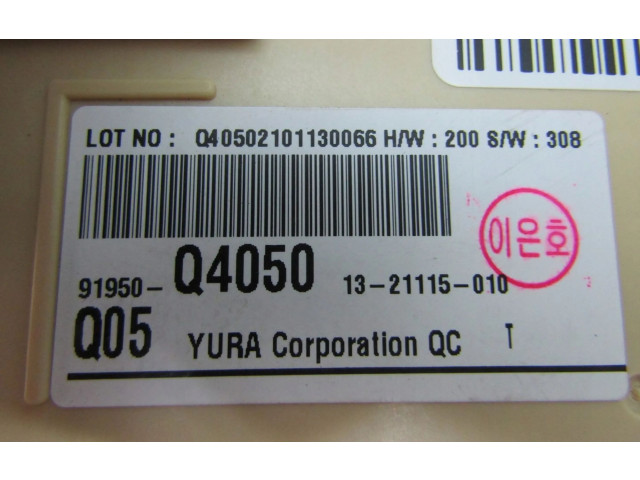 LOT NO : Q40502101130066 H/W : 200 S/W : 308
이은호
91950- Q4050 13-21115-010
Q05 YURA Corporation QC T